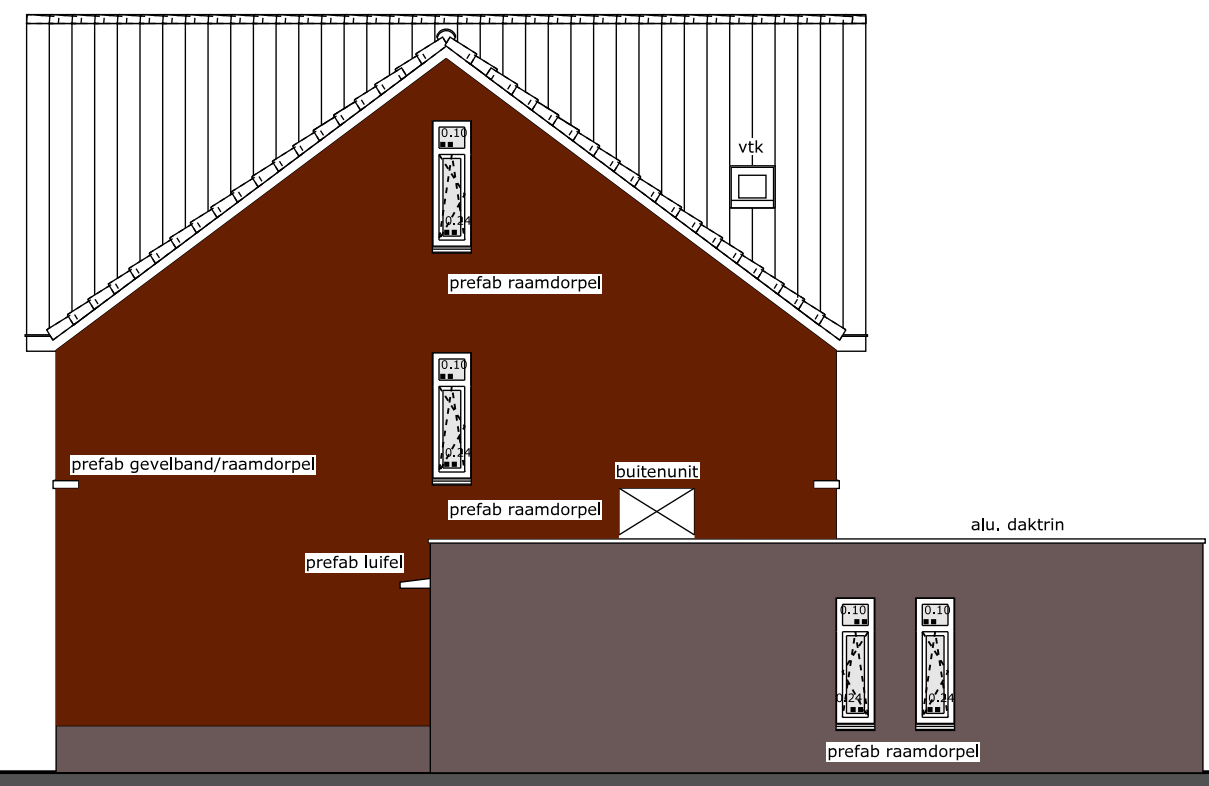 0.10
vtk
0.24
prefab raamdorpel
0.10
0.24
prefab gevelband/raamdorpel
buitenunit
prefab raamdorpel
alu. daktrin
prefab luifel
0.10
0.10
0.24
0.24
prefab raamdorpel